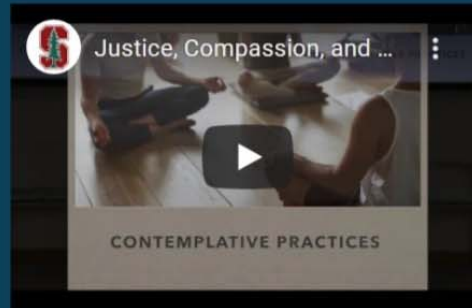 Justice, Compassion, and ...
CONTEMPLATIVE PRACTICES